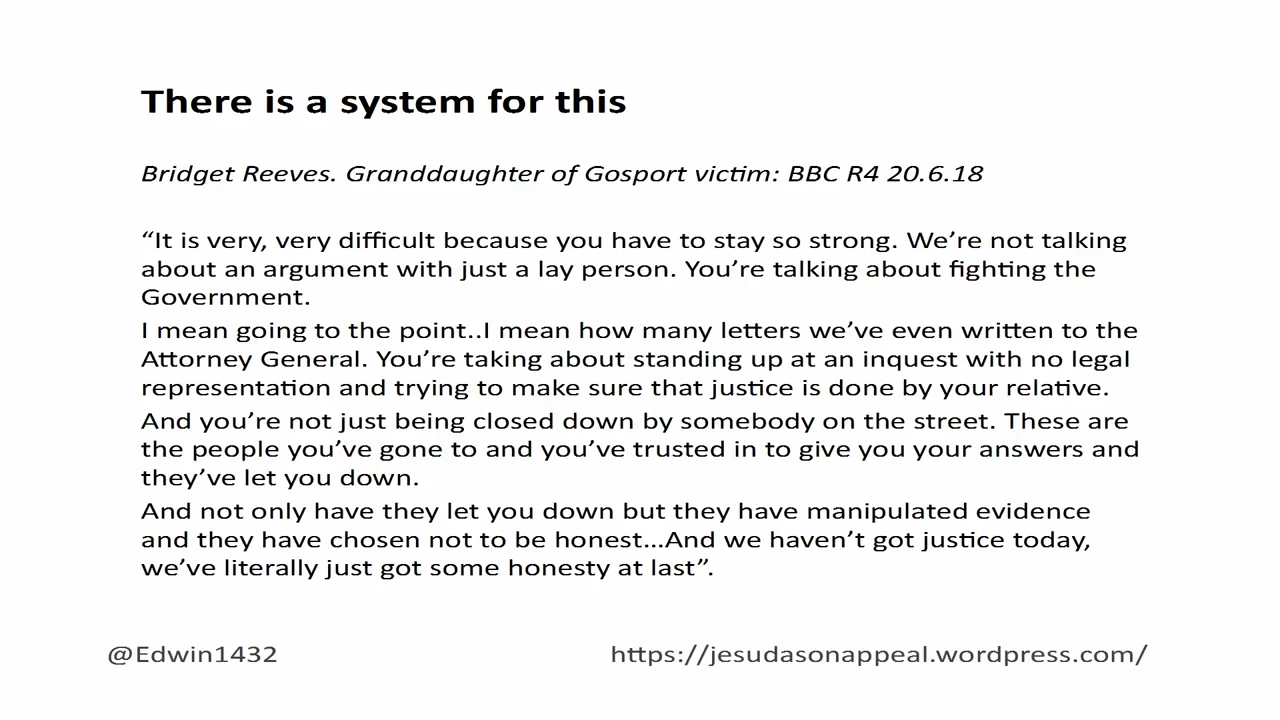 There is a system for this
Bridget Reeves. Granddaughter of Gosport victim: BBC R4 20.6.18
“It is very, very difficult because you have to stay so strong. We’re not talking
about an argument with just a lay person. You’re talking about fighting the
Government.
I mean going to the point..I mean how many letters we’ve even written to the
Attorney General. You’re taking about standing up at an inquest with no legal
representation and trying to make sure that justice is done by your relative.
And you’re not just being closed down by somebody on the street. These are
the people you’ve gone to and you’ve trusted in to give you your answers and
they’ve let you down.
And not only have they let you down but they have manipulated evidence
and they have chosen not to be honest...And we haven’t got justice today,
we’ve literally just got some honesty at last”.
@Edwin1432
https://jesudasonappeal.wordpress.com/